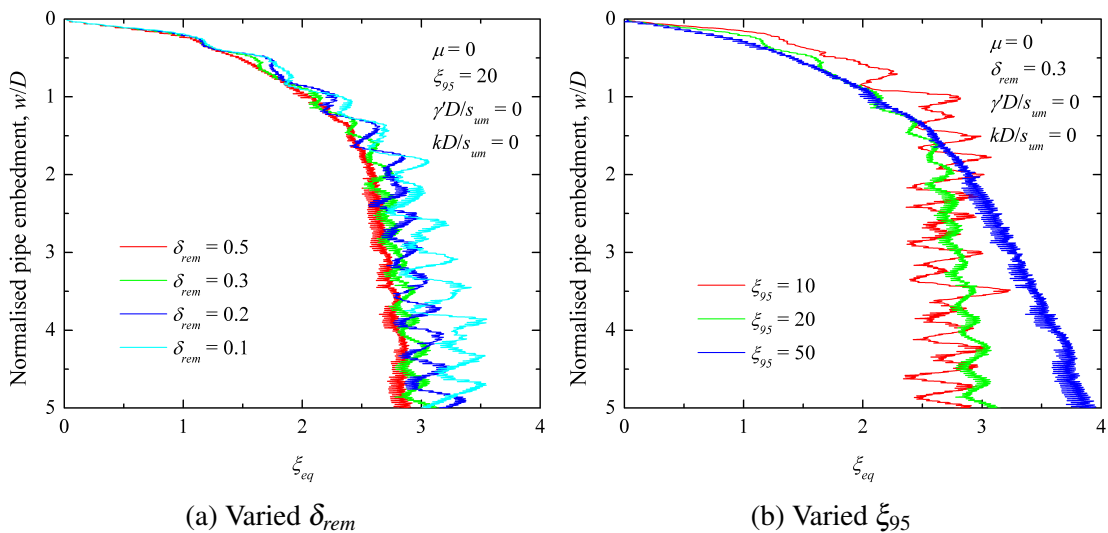 0
1
2
3
4
5
Normalised pipe embedment, w/D
0 1 2 3 4
ξeq
μ = 0
ξ95 = 20
γ'D/sum = 0
kD/sum = 0
δrem = 0.5
δrem = 0.3
δrem = 0.2
δrem = 0.1
(a) Varied δrem
0
1
2
3
4
5
Normalised pipe embedment, w/D
0 1 2 3 4
ξeq
μ = 0
δrem = 0.3
γ'D/sum = 0
kD/sum = 0
ξ95 = 10
ξ95 = 20
ξ95 = 50
(b) Varied ξ95